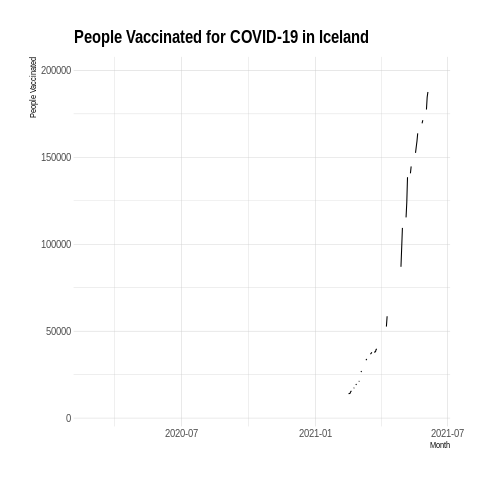 People Vaccinated for COVID-19 in Iceland
People Vaccinated
200000
150000
100000
50000
0
2020-07
2021-01
2021-07
Month